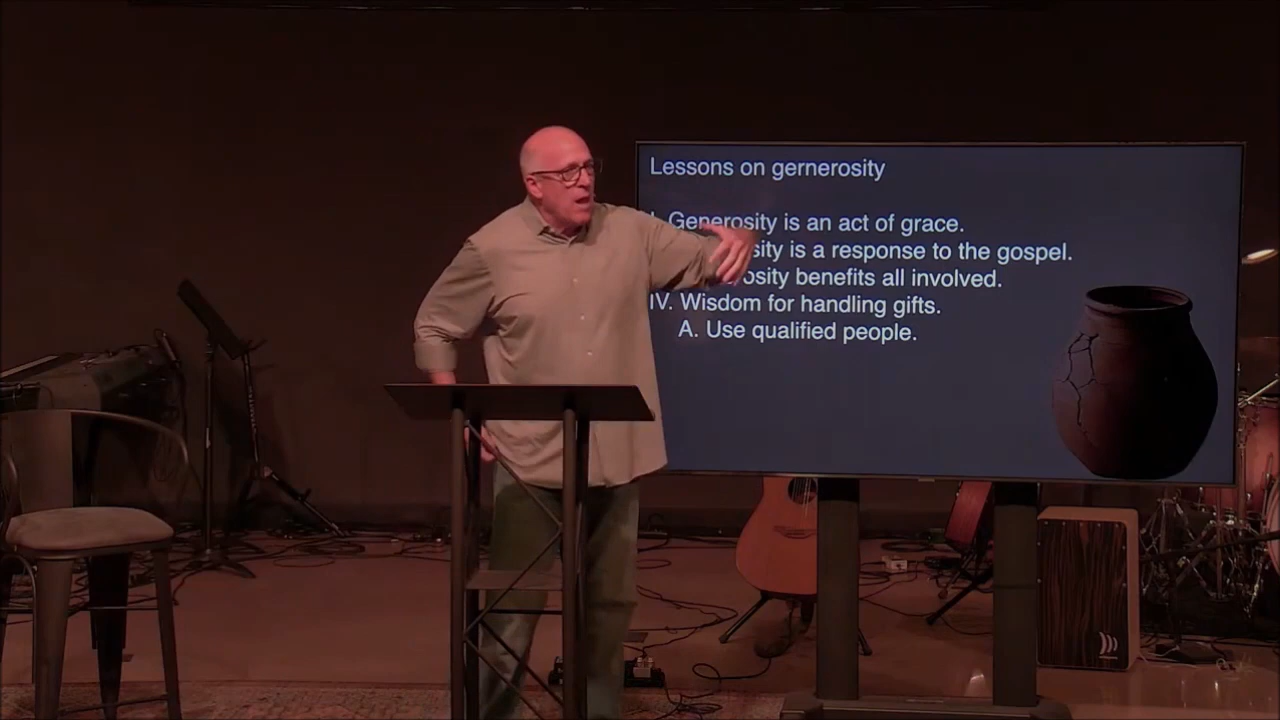 Lessons on gernerosity
I. Generosity is an act of grace.
is a response to the gospel.
benefits all involved.
IV. Wisdom for handling gifts.
A. Use qualified people.